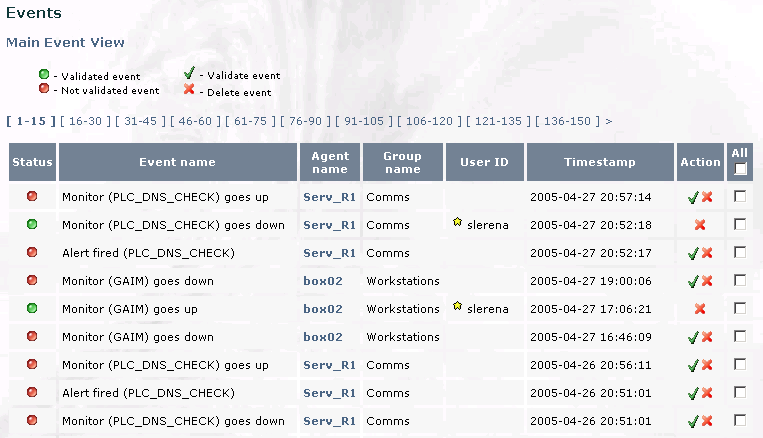 Events
Main Event View
- Validated event - Validate event
- Not validated event - Delete event
[ 1-15 ] [ 16-30 ] [ 31-45 ] [ 46-60 ] [ 61-75 ] [ 76-90 ] [ 91-105 ] [ 106-120 ] [ 121-135 ] [ 136-150 ] >
Status Event name Agent name Group name User ID Timestamp Action All
Monitor (PLC_DNS_CHECK) goes up Serv_R1 Comms 2005-04-27 20:57:14
Monitor (PLC_DNS_CHECK) goes down Serv_R1 Comms slerena 2005-04-27 20:52:18
Alert fired (PLC_DNS_CHECK) Serv_R1 Comms 2005-04-27 20:52:17
Monitor (GAIM) goes down box02 Workstations 2005-04-27 19:00:06
Monitor (GAIM) goes up box02 Workstations slerena 2005-04-27 17:06:21
Monitor (GAIM) goes down box02 Workstations 2005-04-27 16:46:09
Monitor (PLC_DNS_CHECK) goes up Serv_R1 Comms 2005-04-26 20:56:11
Alert fired (PLC_DNS_CHECK) Serv_R1 Comms 2005-04-26 20:51:01
Monitor (PLC_DNS_CHECK) goes down Serv_R1 Comms 2005-04-26 20:51:01